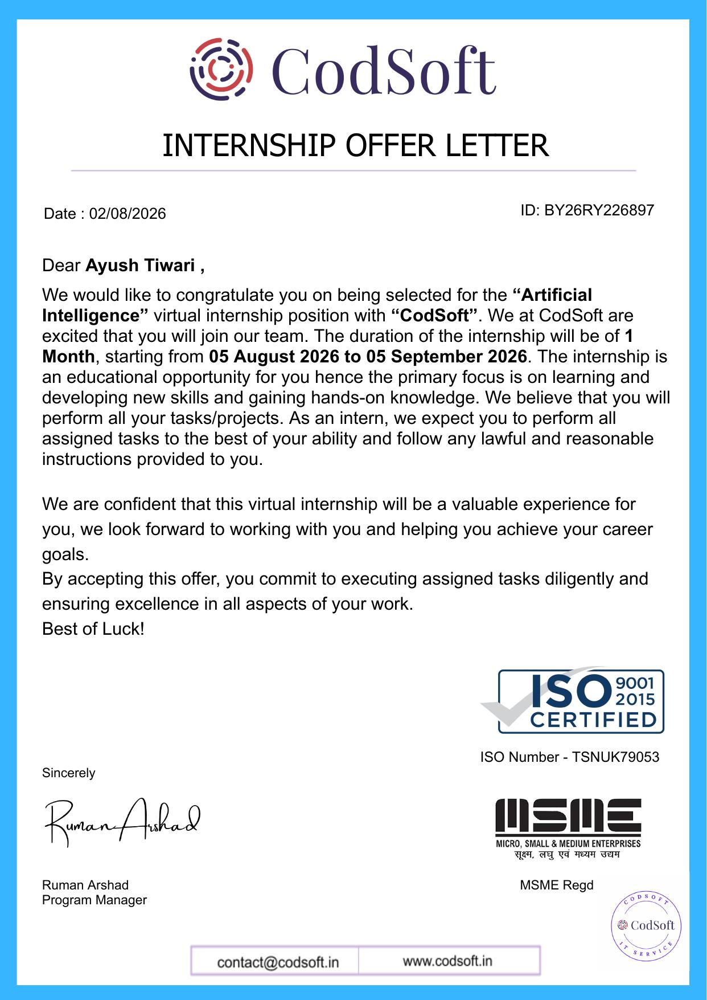 CodSoft
INTERNSHIP OFFER LETTER
Date : 02/08/2026
ID: BY26RY226897
Dear Ayush Tiwari ,
We would like to congratulate you on being selected for the “Artificial
Intelligence” virtual internship position with “CodSoft”. We at CodSoft are
excited that you will join our team. The duration of the internship will be of 1
Month, starting from 05 August 2026 to 05 September 2026. The internship is
an educational opportunity for you hence the primary focus is on learning and
developing new skills and gaining hands-on knowledge. We believe that you will
perform all your tasks/projects. As an intern, we expect you to perform all
assigned tasks to the best of your ability and follow any lawful and reasonable
instructions provided to you.
We are confident that this virtual internship will be a valuable experience for
you, we look forward to working with you and helping you achieve your career
goals.
By accepting this offer, you commit to executing assigned tasks diligently and
ensuring excellence in all aspects of your work.
Best of Luck!
ISO 9001
2015
CERTIFIED
ISO Number - TSNUK79053
Sincerely
Ruman Arshad
MSME
MICRO, SMALL & MEDIUM ENTERPRISES
सूक्ष्म, लघु एवं मध्यम उद्यम
Ruman Arshad
Program Manager
MSME Regd
CODSOFT
CodSoft
IT SERVICE
contact@codsoft.in
www.codsoft.in